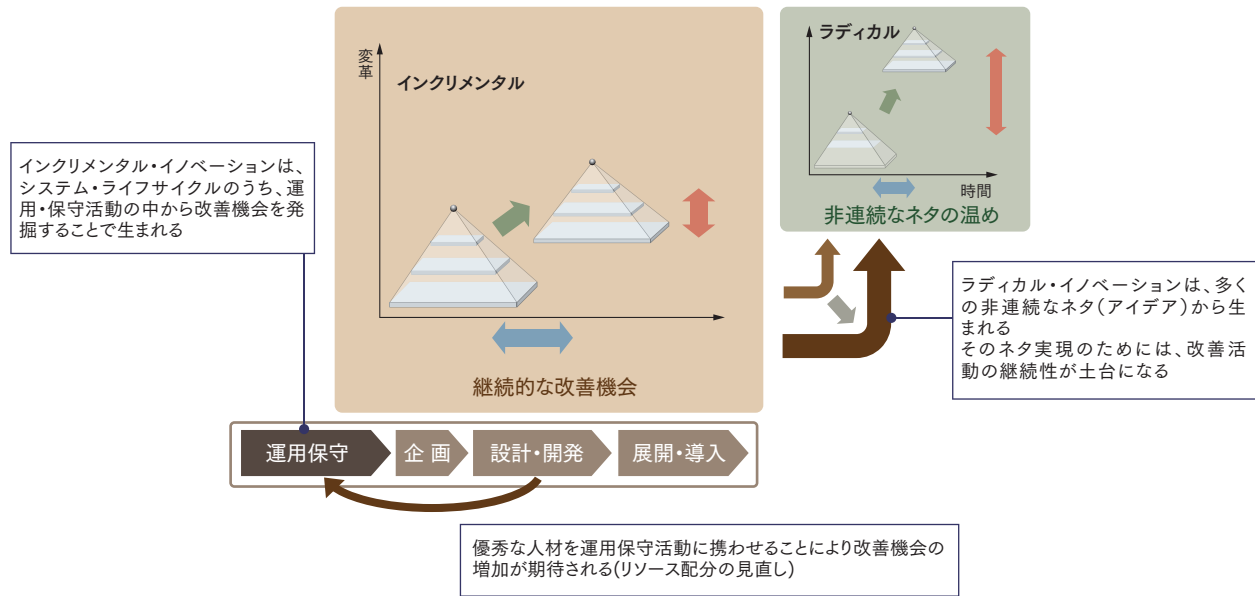 変革
インクリメンタル
継続的な改善機会
ラディカル
時間
非連続なネタの温め
インクリメンタル・イノベーションは、
システム・ライフサイクルのうち、運
用・保守活動の中から改善機会を発
掘することで生まれる
ラディカル・イノベーションは、多く
の非連続なネタ(アイデア)から生
まれる
そのネタ実現のためには、改善活
動の継続性が土台になる
運用保守
企 画
設計・開発
展開・導入
優秀な人材を運用保守活動に携わせることにより改善機会の
増加が期待される(リソース配分の見直し)